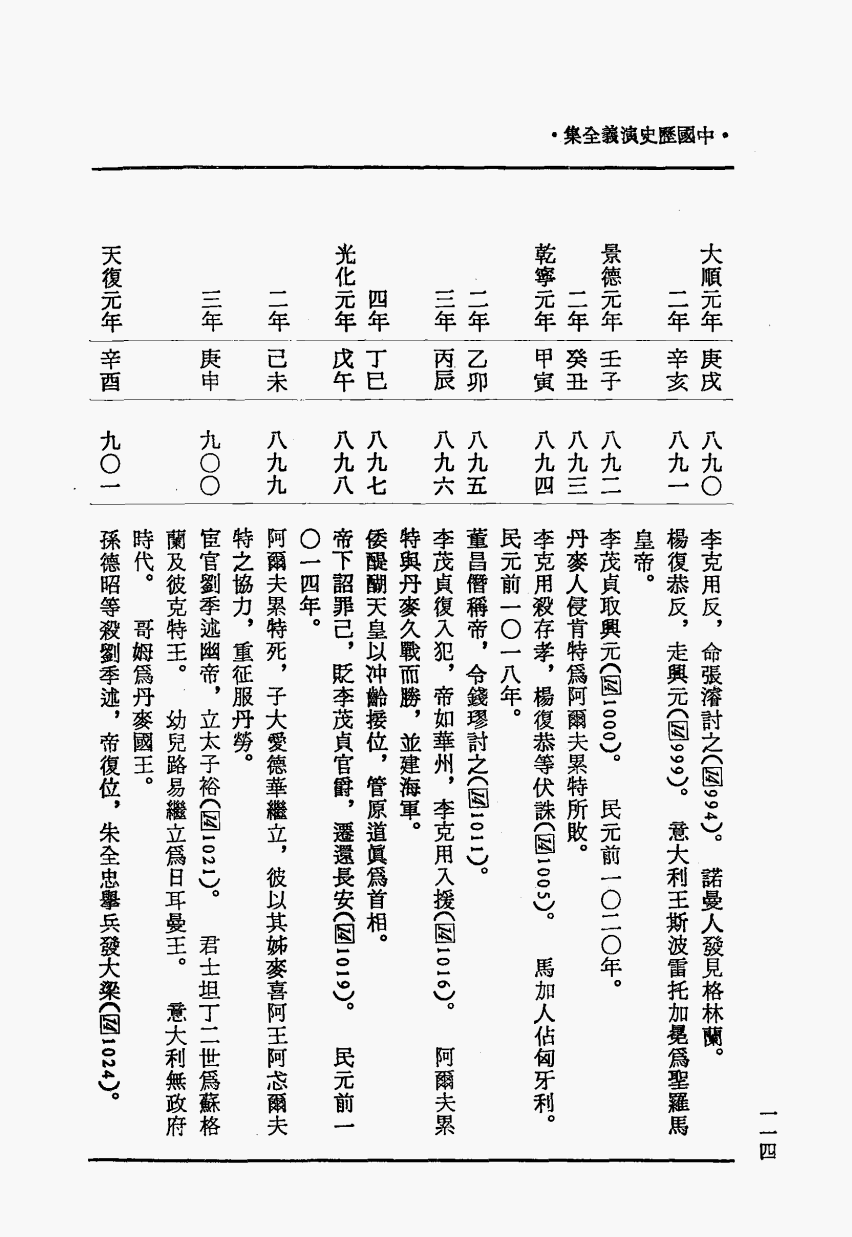 ·中國歷史演義全集·
大順元年 庚戌 八九〇 李克用反，命張濬討之(紀994)。 諾曼人發見格林蘭。
二年 辛亥 八九一 楊復恭反，走興元(紀999)。 意大利王斯波雷托加冕爲聖羅馬
皇帝。
景德元年 壬子 八九二 李茂貞取興元(紀1000)。 民元前一〇二〇年。
二年 癸丑 八九三 丹麥人侵肯特爲阿爾夫累特所敗。
乾寧元年 甲寅 八九四 李克用殺存孝，楊復恭等伏誅(紀1005)。 馬加人佔匈牙利。
民元前一〇一八年。
二年 乙卯 八九五 董昌僭稱帝，令錢璆討之(紀1011)。
三年 丙辰 八九六 李茂貞復入犯，帝如華州，李克用入援(紀1016)。 阿爾夫累
特與丹麥久戰而勝，並建海軍。
四年 丁巳 八九七 倭醍醐天皇以冲齡接位，管原道眞爲首相。
光化元年 戊午 八九八 帝下詔罪己，貶李茂貞官爵，遷還長安(紀1019)。 民元前一
〇一四年。
二年 己未 八九九 阿爾夫累特死，子大愛德華繼立，彼以其姊麥喜阿王阿忒爾夫
特之協力，重征服丹勞。
三年 庚申 九〇〇 宦官劉季述幽帝，立太子裕(紀1021)。 君士坦丁二世爲蘇格
蘭及彼克特王。 幼兒路易繼立爲日耳曼王。 意大利無政府
時代。 哥姆爲丹麥國王。
天復元年 辛酉 九〇一 孫德昭等殺劉季述，帝復位，朱全忠擧兵發大梁(紀1024)。
一一四